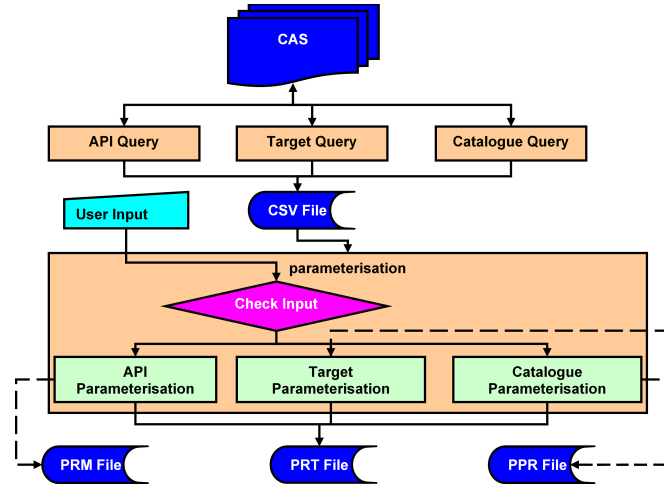 CAS
API Query
Target Query
Catalogue Query
User Input
CSV File
parameterisation
Check Input
API
Parameterisation
Target
Parameterisation
Catalogue
Parameterisation
PRM File
PRT File
PPR File